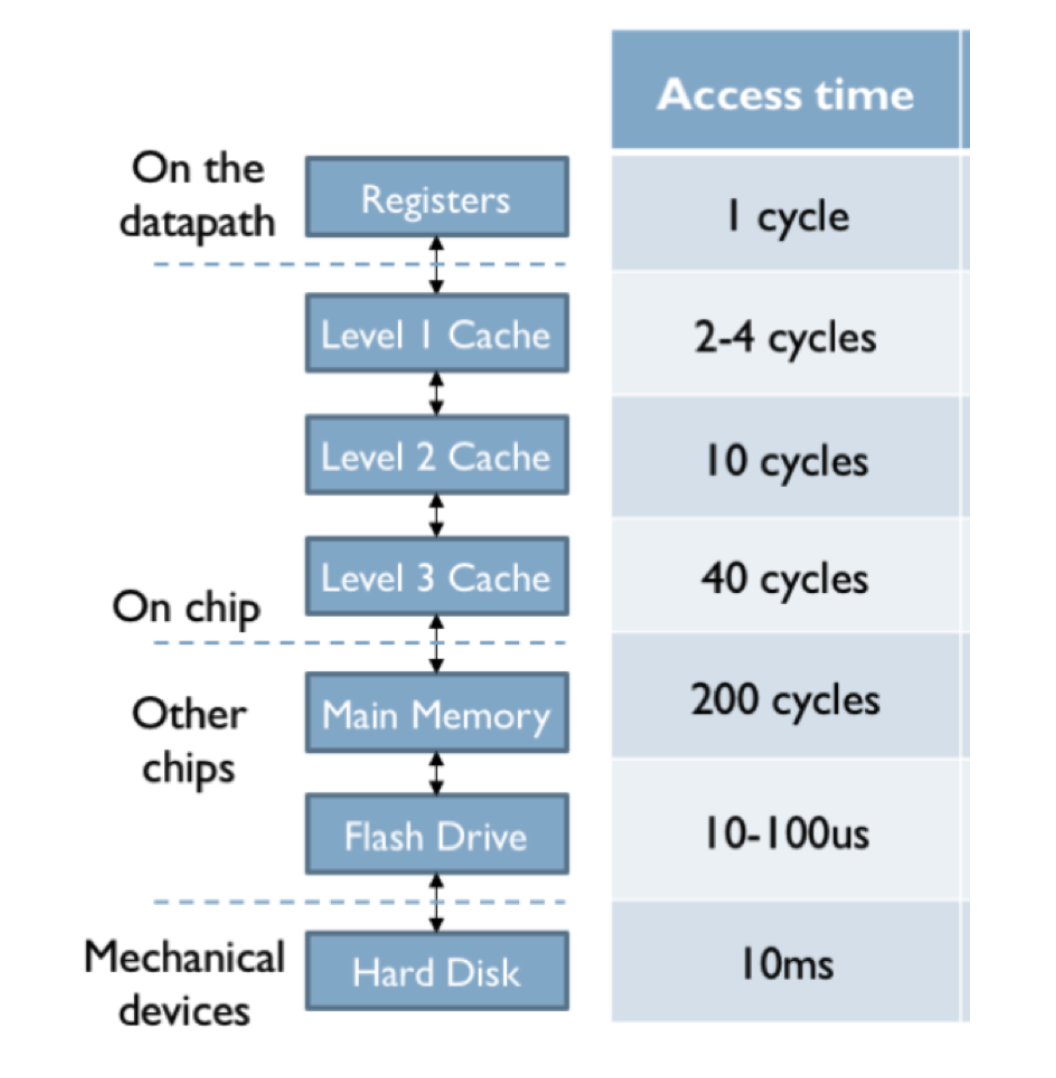 Access time
On the
datapath
Registers
1 cycle
Level 1 Cache
2-4 cycles
Level 2 Cache
10 cycles
Level 3 Cache
40 cycles
On chip
Other
chips
Main Memory
200 cycles
Flash Drive
10-100us
Mechanical
devices
Hard Disk
10ms